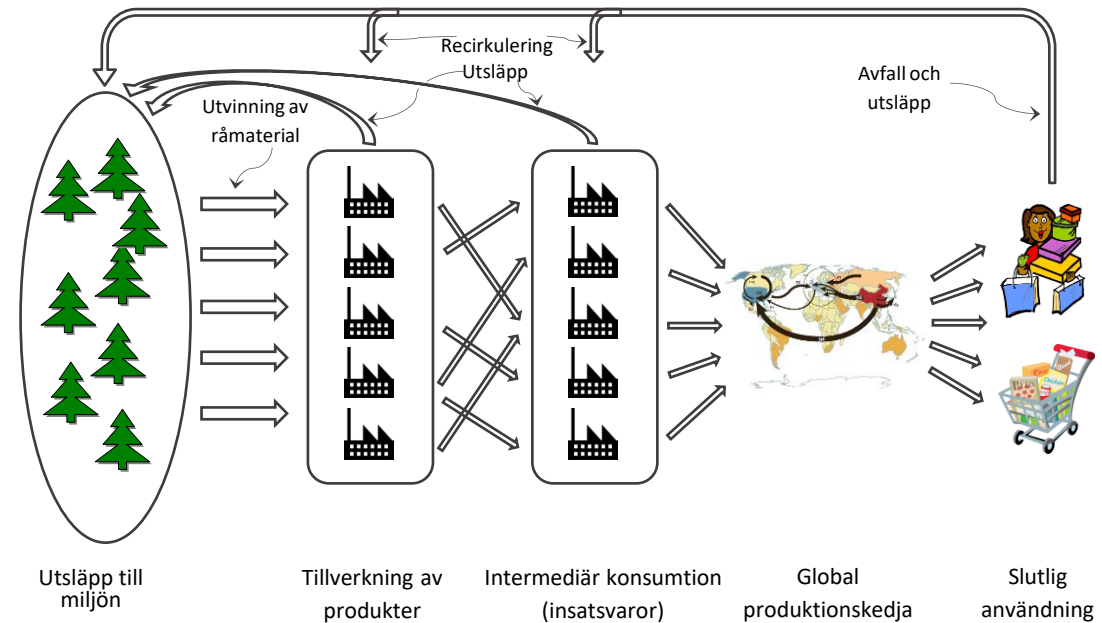 Recirkulering
Utsläpp
Avfall och
utsläpp
Utvinning av
råmaterial
Utsläpp till
miljön
Tillverkning av
produkter
Intermediär konsumtion
(insatsvaror)
Global
produktionskedja
Slutlig
användning